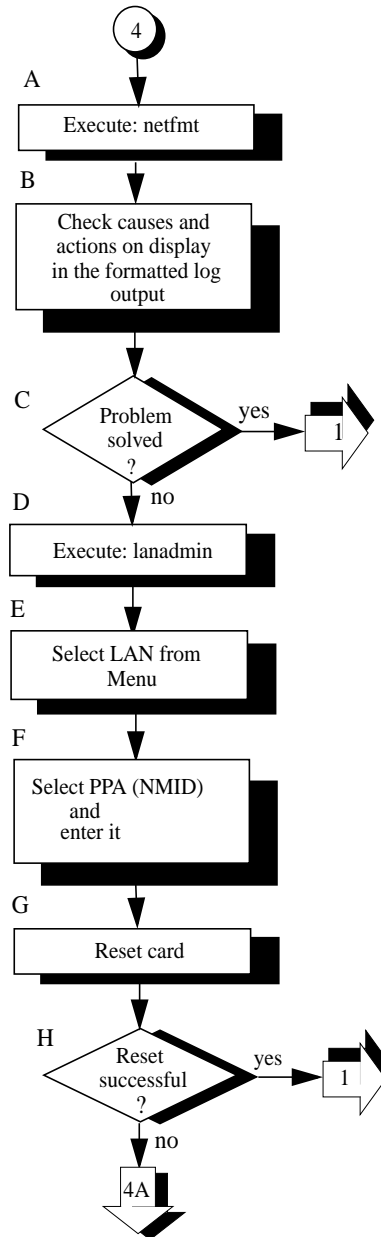 4
A
Execute: netfmt
B
Check causes and
actions on display
in the formatted log
output
C
Problem
solved
?
yes
1
no
D
Execute: lanadmin
E
Select LAN from
Menu
F
Select PPA (NMID)
and
enter it
G
Reset card
H
Reset
successful
?
yes
1
no
4A